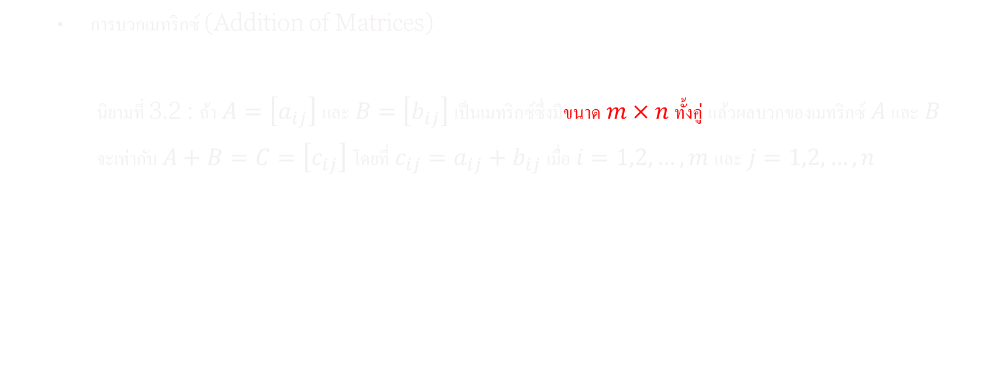 • การบวกเมทริกซ์ (Addition of Matrices)
นิยามที่ 3.2 : ถ้า A = [a_{ij}] และ B = [b_{ij}] เป็นเมทริกซ์ซึ่งมีขนาด m × n ทั้งคู่ แล้วผลบวกของเมทริกซ์ A และ B
จะเท่ากับ A + B = C = [c_{ij}] โดยที่ c_{ij} = a_{ij} + b_{ij} เมื่อ i = 1,2, … , m และ j = 1,2, … , n